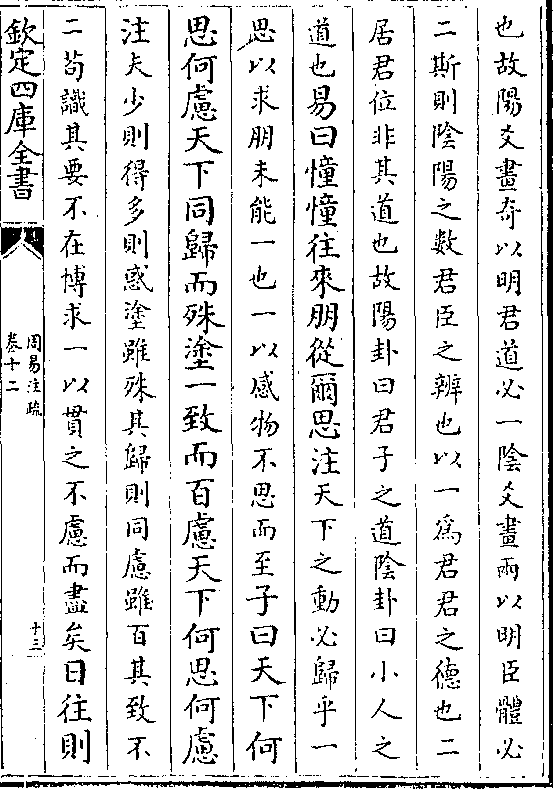 也故陽爻畫奇以明君道必一陰爻畫兩以明臣體必
二斯則陰陽之數君臣之辨也以一為君君之德也二
居君位非其道也故陽卦曰君子之道陰卦曰小人之
道也易曰憧憧往來朋從爾思注天下之動必歸乎一
思以求朋未能一也一以感物不思而至子曰天下何
思何慮天下同歸而殊塗一致而百慮天下何思何慮
注夫少則得多則惑塗雖殊其歸則同慮雖百其致不
二苟識其要不在博求一以貫之不慮而盡矣日往則
欽定四庫全書
周易注疏
卷十二
十三